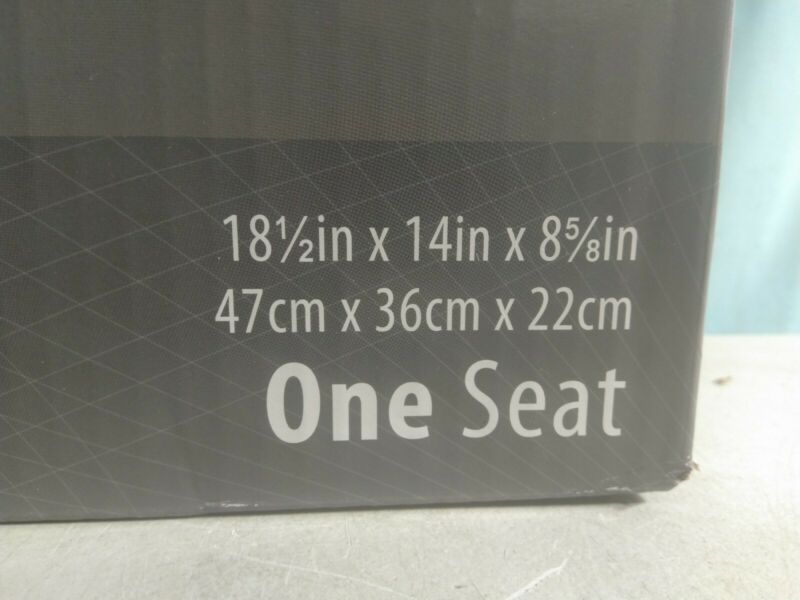 18½in x 14in x 8⅝in
47cm x 36cm x 22cm
One Seat